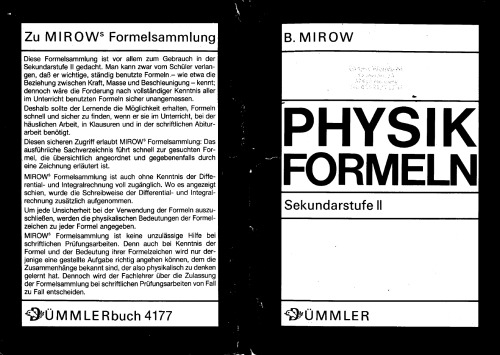 Zu MIROWs Formelsammlung
Diese Formelsammlung ist vor allem zum Gebrauch in der
Sekundarstufe II gedacht. Man kann zwar vom Schüler verlan-
gen, daß er wichtige, ständig benutzte Formeln – wie etwa die
Beziehung zwischen Kraft, Masse und Beschleunigung – kennt;
dennoch wäre die Forderung nach vollständiger Kenntnis aller
im Unterricht benutzten Formeln sicher unangemessen.
Deshalb sollte der Lernende die Möglichkeit erhalten, Formeln
schnell und sicher zu finden, wenn er sie im Unterricht, bei der
häuslichen Arbeit, in Klausuren und in der schriftlichen Abitur-
arbeit benötigt.
Diesen sicheren Zugriff erlaubt MIROWs Formelsammlung: Das
ausführliche Sachverzeichnis führt schnell zur gesuchten For-
mel, die übersichtlich angeordnet und gegebenenfalls durch
eine Zeichnung erläutert ist.
MIROWs Formelsammlung ist auch ohne Kenntnis der Diffe-
rential- und Integralrechnung voll zugänglich. Wo es angezeigt
schien, wurde die Schreibweise der Differential- und Integral-
rechnung zusätzlich aufgenommen.
Um jede Unsicherheit bei der Verwendung der Formeln auszu-
schließen, werden die physikalischen Bedeutungen der Formel-
zeichen zu jeder Formel angegeben.
MIROWs Formelsammlung ist keine unzulässige Hilfe bei
schriftlichen Prüfungsarbeiten. Denn auch bei Kenntnis der
Formel und der Bedeutung ihrer Formelzeichen wird nur der-
jenige eine gestellte Aufgabe richtig angehen können, dem die
Zusammenhänge bekannt sind, der also physikalisch zu denken
gelernt hat. Dennoch wird der Fachlehrer über die Zulassung
der Formelsammlung bei schriftlichen Prüfungsarbeiten von Fall
zu Fall entscheiden.
DÜMMLERbuch 4177
B. MIROW
PHYSIK
FORMELN
Sekundarstufe II
DÜMMLER